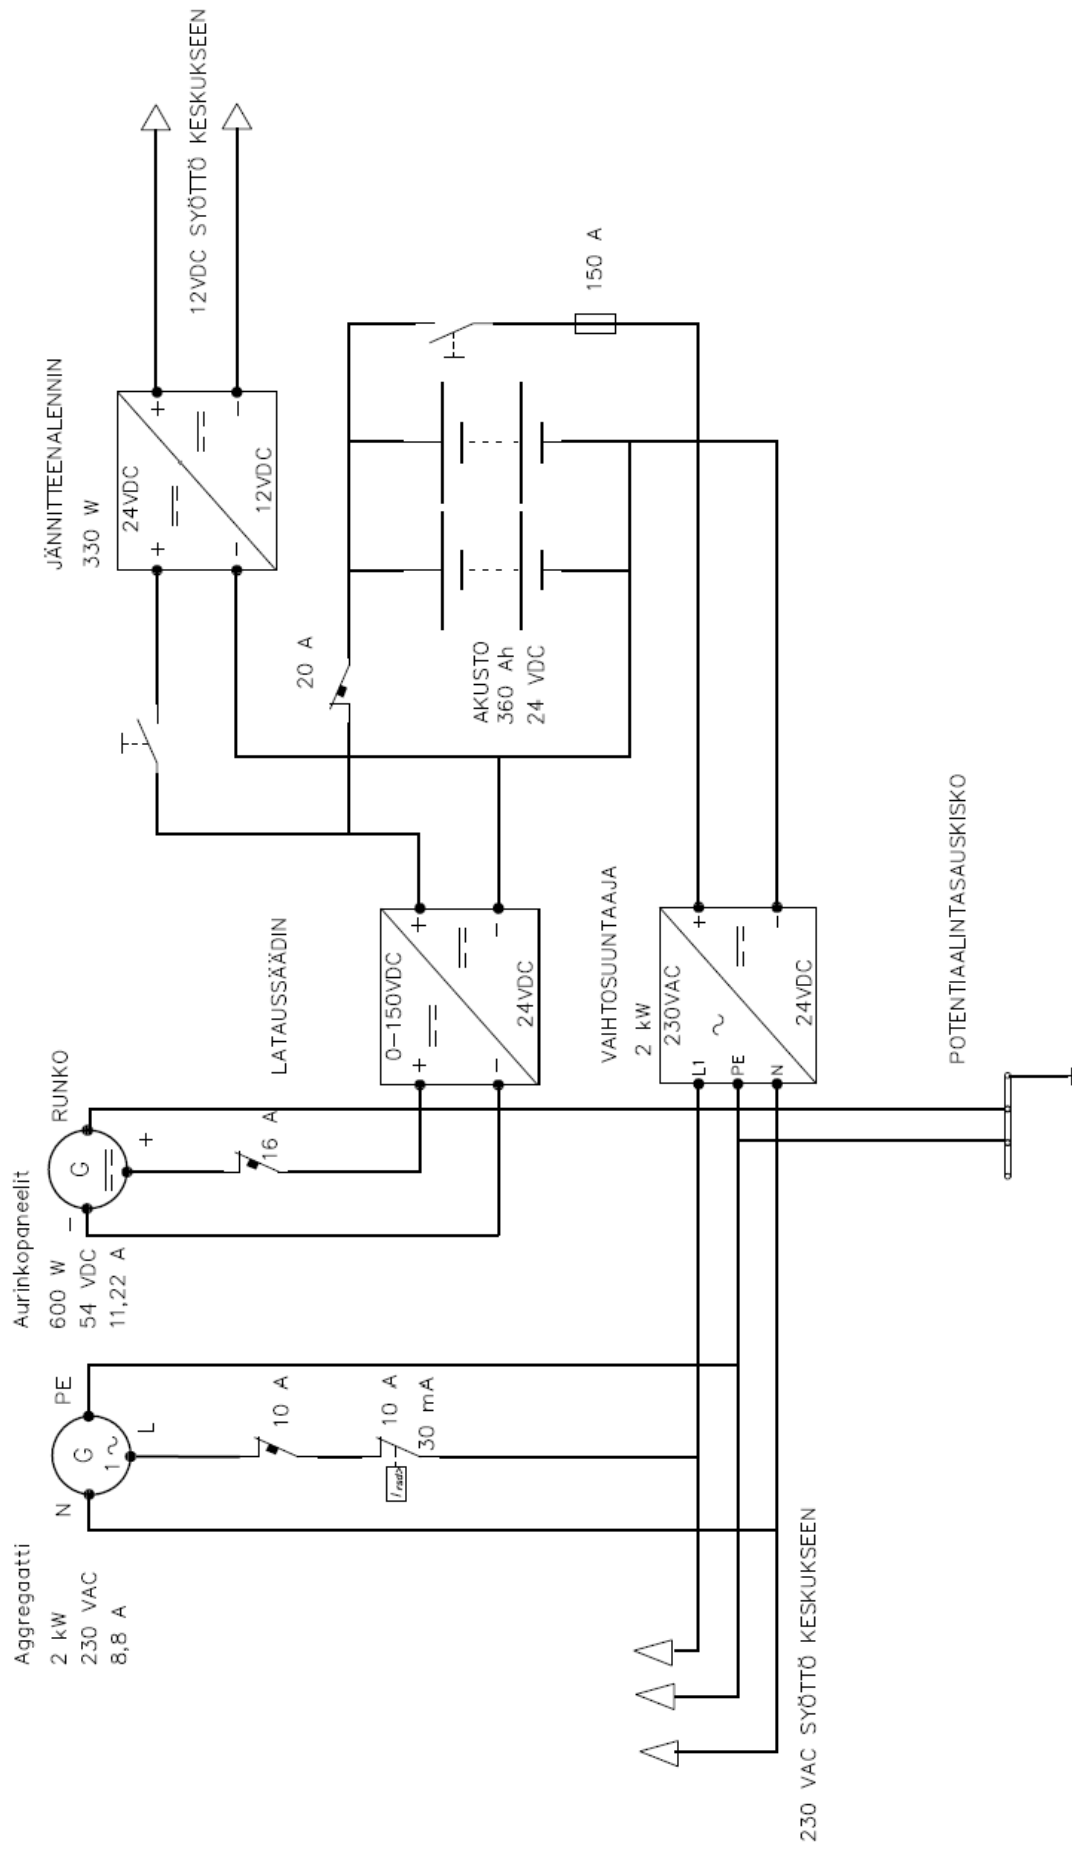 Aggregaatti
2 kW
230 VAC
8,8 A
N
PE
L
G
1 ~
10 A
10 A
30 mA
I rsd>
Aurinkopaneelit
600 W
54 VDC
11,22 A
RUNKO
−
+
G
16 A
LATAUSSÄÄDIN
0-150VDC
+
−
+
−
24VDC
JÄNNITTEENALENNIN
330 W
24VDC
+
−
+
−
12VDC
12VDC SYÖTTÖ KESKUKSEEN
20 A
AKUSTO
360 Ah
24 VDC
150 A
VAIHTOSUUNTAAJA
2 kW
230VAC
~
L1
PE
N
+
−
24VDC
230 VAC SYÖTTÖ KESKUKSEEN
POTENTIAALINTASAUSKISKO